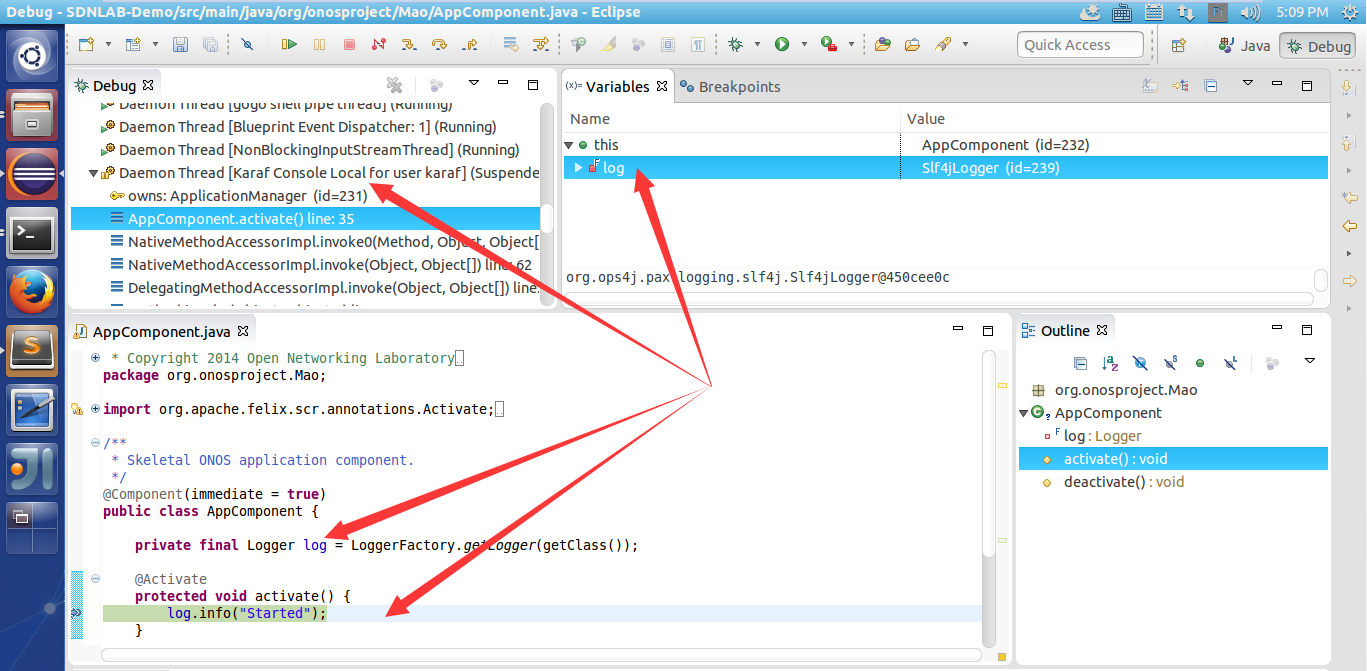 Debug - SDNLAB-Demo/src/main/java/org/onosproject/Mao/AppComponent.java - Eclipse
5:09 PM
Quick Access
Java
Debug
Debug
Daemon Thread [gogo shell pipe thread] (Running)
Daemon Thread [Blueprint Event Dispatcher: 1] (Running)
Daemon Thread [NonBlockingInputStreamThread] (Running)
Daemon Thread [Karaf Console Local for user karaf] (Suspende
owns: ApplicationManager (id=231)
AppComponent.activate() line: 35
NativeMethodAccessorImpl.invoke0(Method, Object, Object[
NativeMethodAccessorImpl.invoke(Object, Object[]) line: 62
DelegatingMethodAccessorImpl.invoke(Object, Object[]) line:
(x)= Variables
Breakpoints
Name Value
this AppComponent (id=232)
log Slf4jLogger (id=239)
org.ops4j.pax.logging.slf4j.Slf4jLogger@450cee0c
AppComponent.java
* Copyright 2014 Open Networking Laboratory
package org.onosproject.Mao;
import org.apache.felix.scr.annotations.Activate;
/**
* Skeletal ONOS application component.
*/
@Component(immediate = true)
public class AppComponent {
private final Logger log = LoggerFactory.getLogger(getClass());
@Activate
protected void activate() {
log.info("Started");
}
Outline
org.onosproject.Mao
AppComponent
log : Logger
activate() : void
deactivate() : void